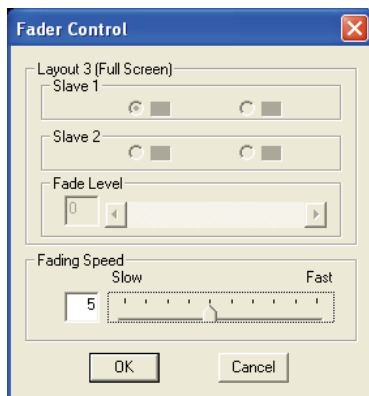 Fader Control
Layout 3 (Full Screen)
Slave 1
Slave 2
Fade Level
0
Fading Speed
Slow Fast
5
OK Cancel